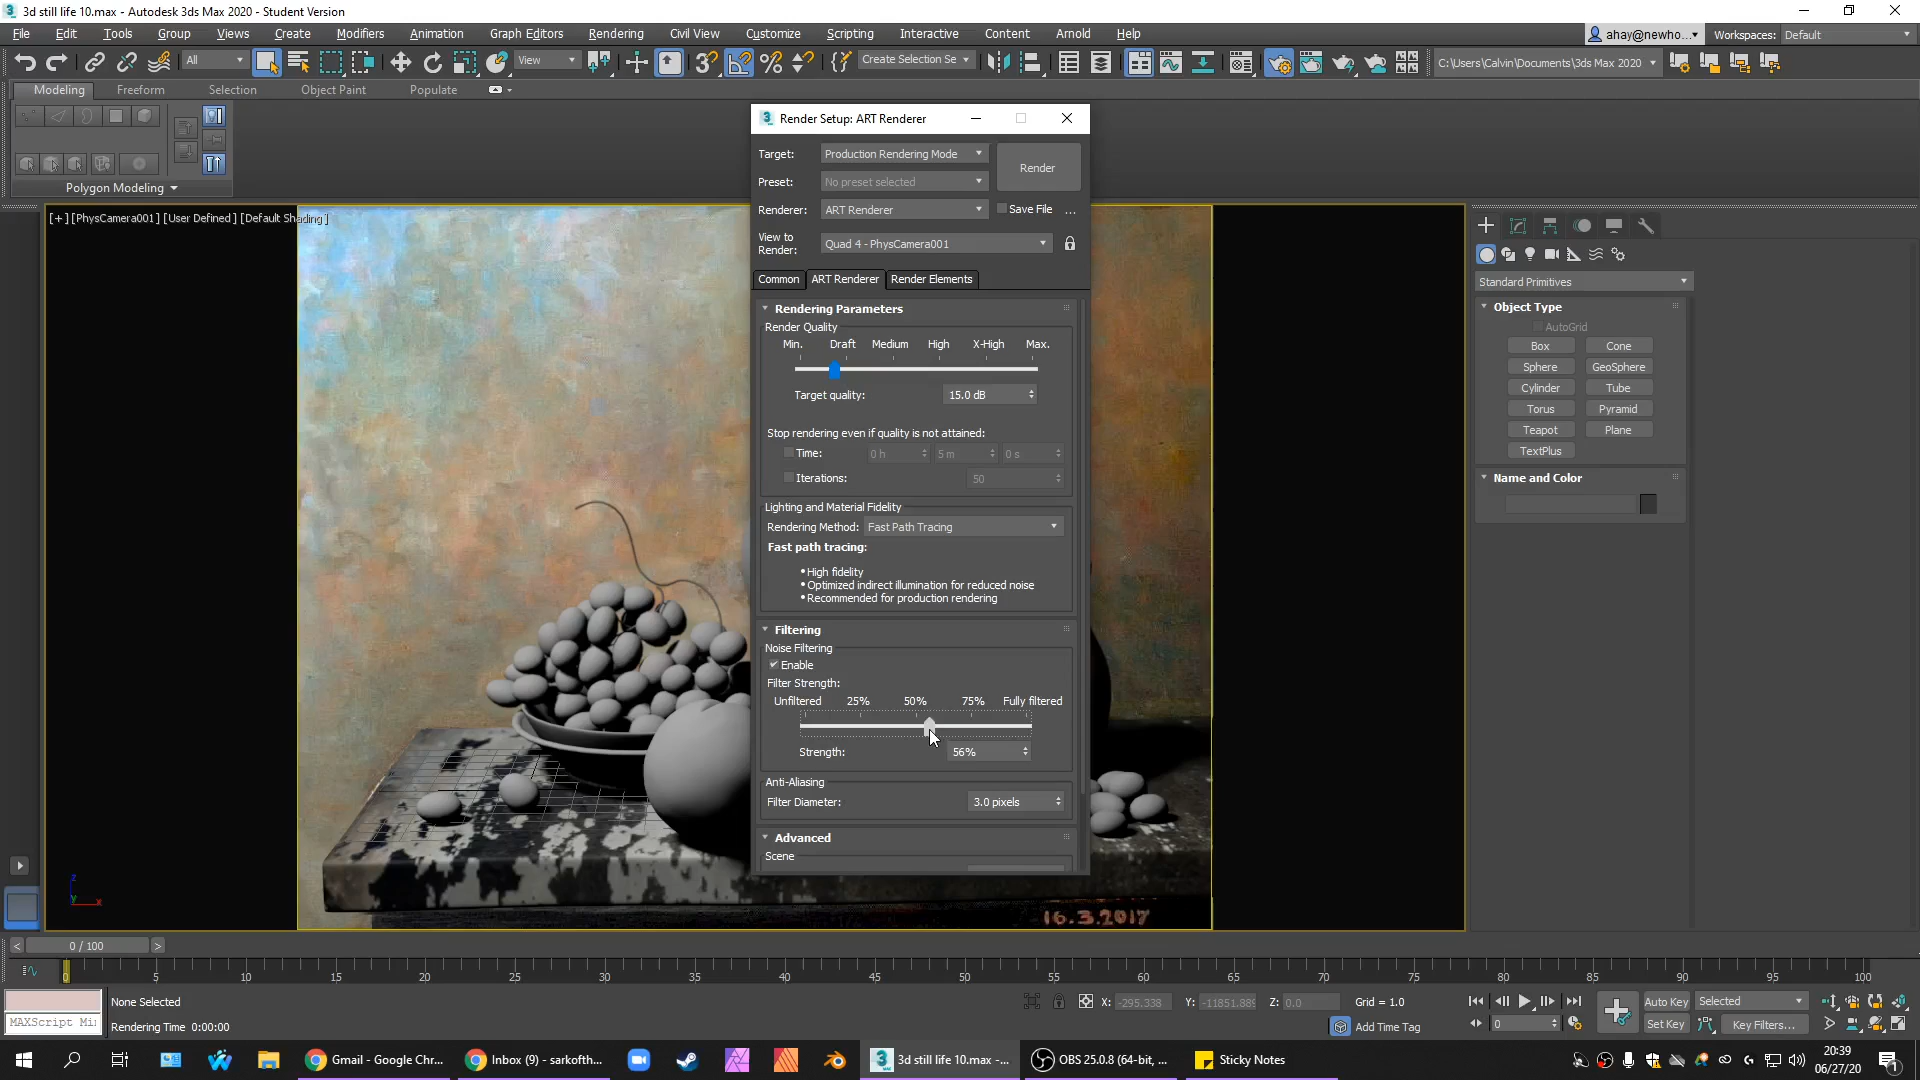 3d still life 10.max - Autodesk 3ds Max 2020 - Student Version
File Edit Tools Group Views Create Modifiers Animation Graph Editors Rendering Civil View Customize Scripting Interactive Content Arnold Help
ahay@newho...
Workspaces: Default
All
View
Create Selection Se
C:\Users\Calvin\Documents\3ds Max 2020
Modeling Freeform Selection Object Paint Populate
Polygon Modeling
[+] [PhysCamera001] [User Defined] [Default Shading]
Render Setup: ART Renderer
Target: Production Rendering Mode
Render
Preset: No preset selected
Renderer: ART Renderer
Save File ...
View to
Render:
Quad 4 - PhysCamera001
Common ART Renderer Render Elements
Rendering Parameters
Render Quality
Min. Draft Medium High X-High Max.
Target quality: 15.0 dB
Stop rendering even if quality is not attained:
Time: 0 h 5 m 0 s
Iterations: 50
Lighting and Material Fidelity
Rendering Method: Fast Path Tracing
Fast path tracing:
•High fidelity
•Optimized indirect illumination for reduced noise
•Recommended for production rendering
Filtering
Noise Filtering
Enable
Filter Strength:
Unfiltered 25% 50% 75% Fully filtered
Strength: 56%
Anti-Aliasing
Filter Diameter: 3.0 pixels
Advanced
Scene
Standard Primitives
Object Type
AutoGrid
Box Cone
Sphere GeoSphere
Cylinder Tube
Torus Pyramid
Teapot Plane
TextPlus
Name and Color
z
y x
16.3.2017
< 0 / 100 >
0 5 10 15 20 25 30 35 40 45 50 55 60 65 70 75 80 85 90 95 100
None Selected
X: -295.338 Y: -11851.889 Z: 0.0 Grid = 1.0
Auto Key Selected
MAXScript Mi
Rendering Time 0:00:00
Add Time Tag
0
Set Key Key Filters...
Gmail - Google Chr...
Inbox (9) - sarkofth...
3d still life 10.max -...
OBS 25.0.8 (64-bit, ...
Sticky Notes
20:39
06/27/20
1